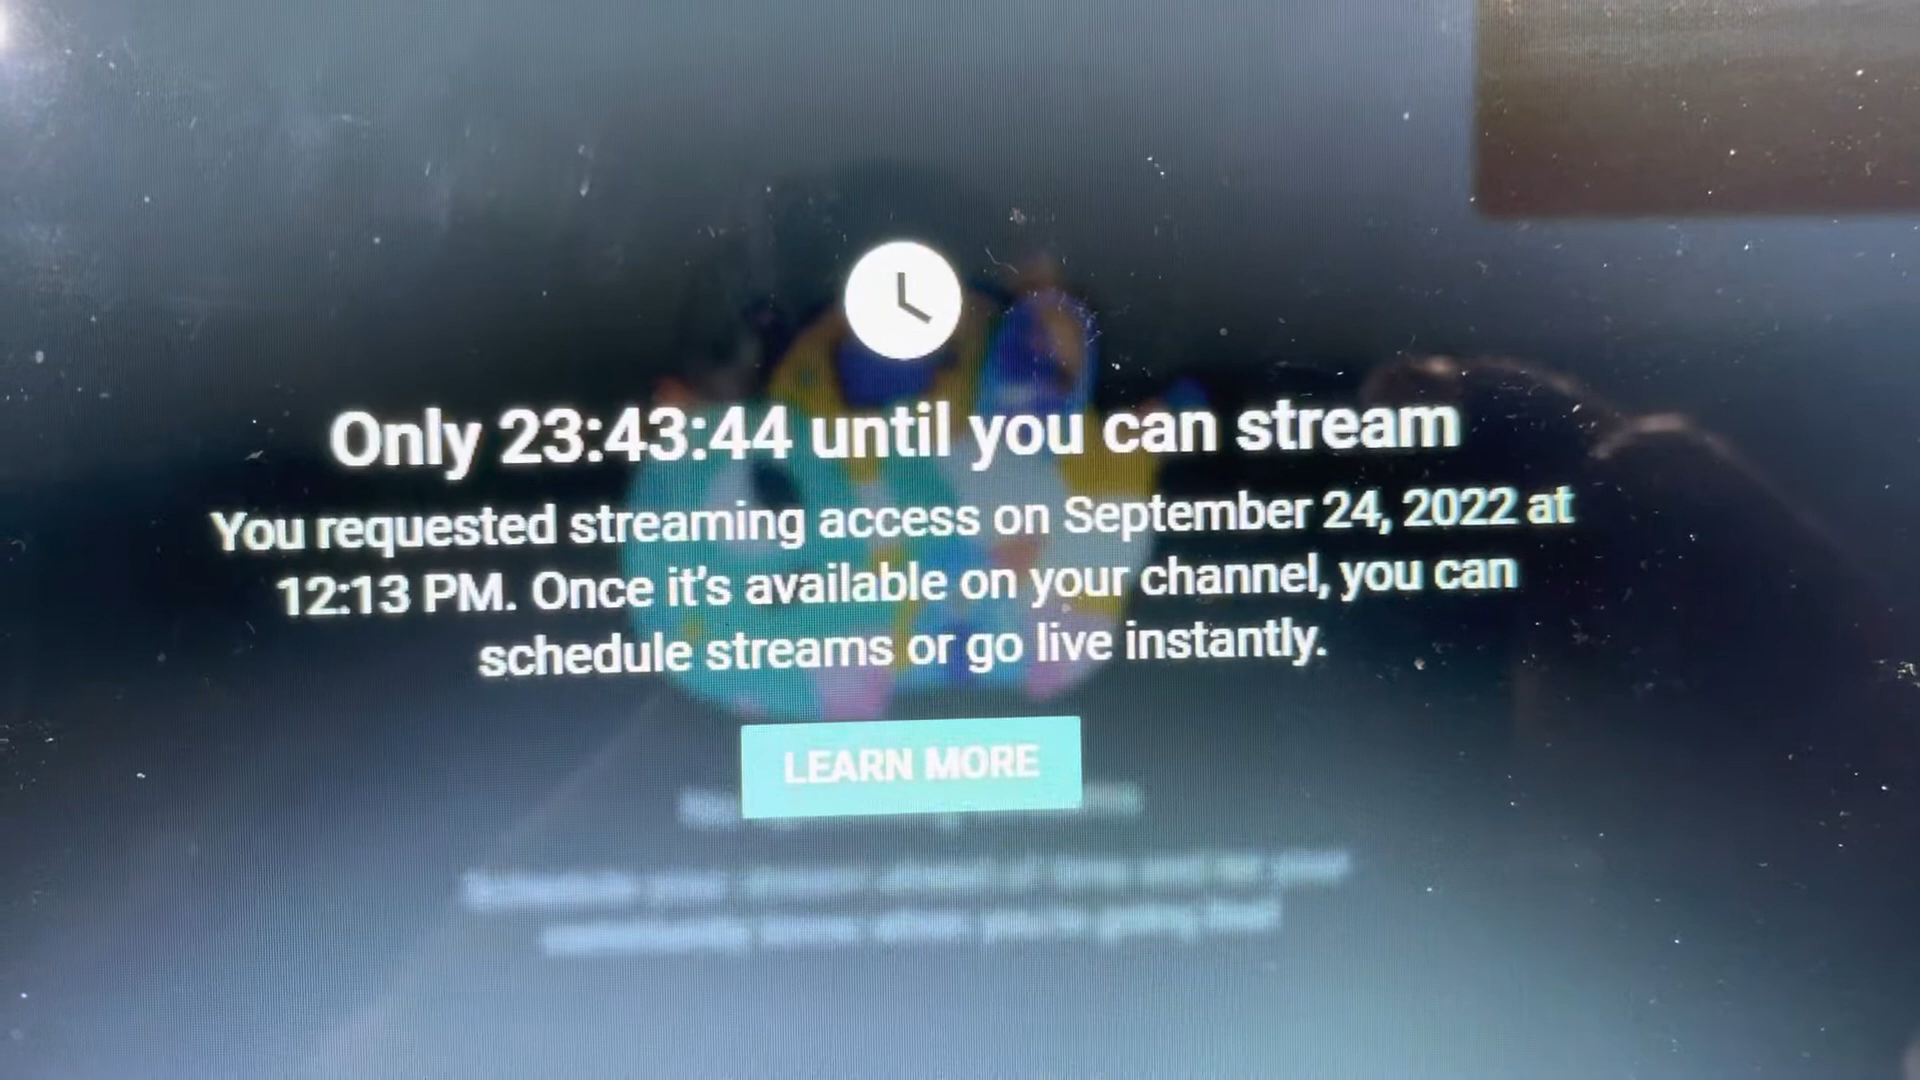 Only 23:43:44 until you can stream
You requested streaming access on September 24, 2022 at
12:13 PM. Once it's available on your channel, you can
schedule streams or go live instantly.
LEARN MORE